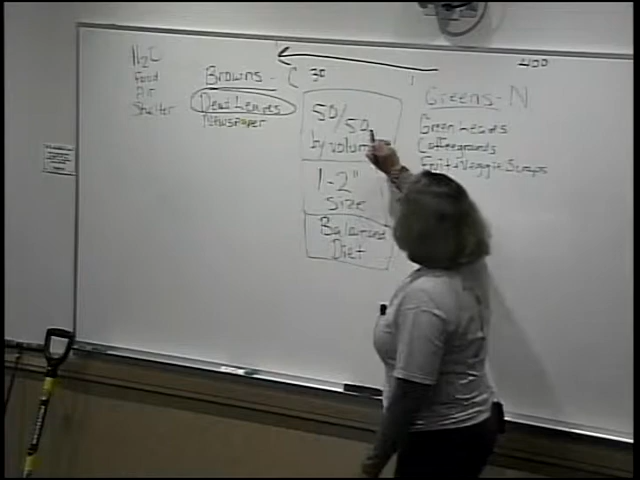 H2O
Food
Air
Shelter
Browns - C
Dead Leaves
Newspaper
30
1
50/50
by volume
1-2"
size
Balanced
Diet
400
Greens - N
Green Leaves
Coffee grounds
Fruit + Veggie Scraps